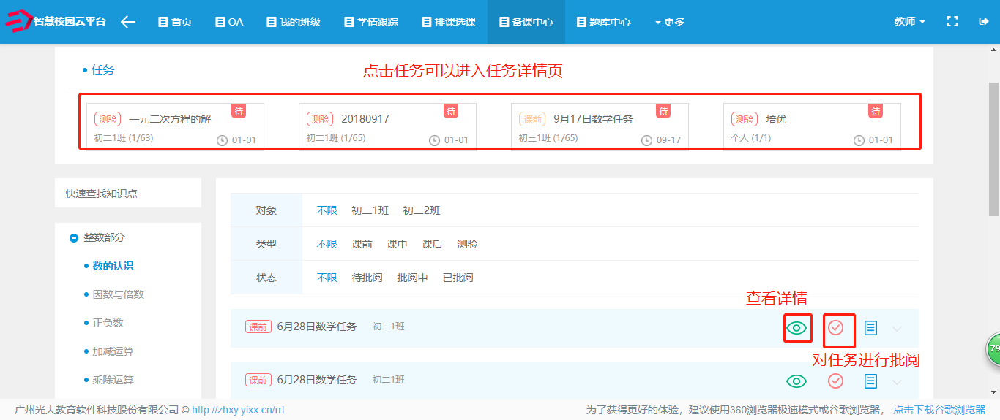 智慧校园云平台 首页 OA 我的班级 学情跟踪 排课选课 备课中心 题库中心 更多 教师
任务
点击任务可以进入任务详情页
测验 一元二次方程的解 待
初二1班 (1/63) 01-01
测验 20180917 待
初二1班 (1/65) 01-01
课前 9月17日数学任务 待
初三1班 (1/65) 09-17
测验 培优 待
个人 (1/1) 01-01
快速查找知识点
整数部分
数的认识
因数与倍数
正负数
加减运算
乘除运算
对象 不限 初二1班 初二2班
类型 不限 课前 课中 课后 测验
状态 不限 待批阅 批阅中 已批阅
查看详情
课前 6月28日数学任务 初二1班
对任务进行批阅
课前 6月28日数学任务 初二1班
79
广州光大教育软件科技股份有限公司 © http://zhxy.yixx.cn/rrt
为了获得更好的体验，建议使用360浏览器极速模式或谷歌浏览器， 点击下载谷歌浏览器